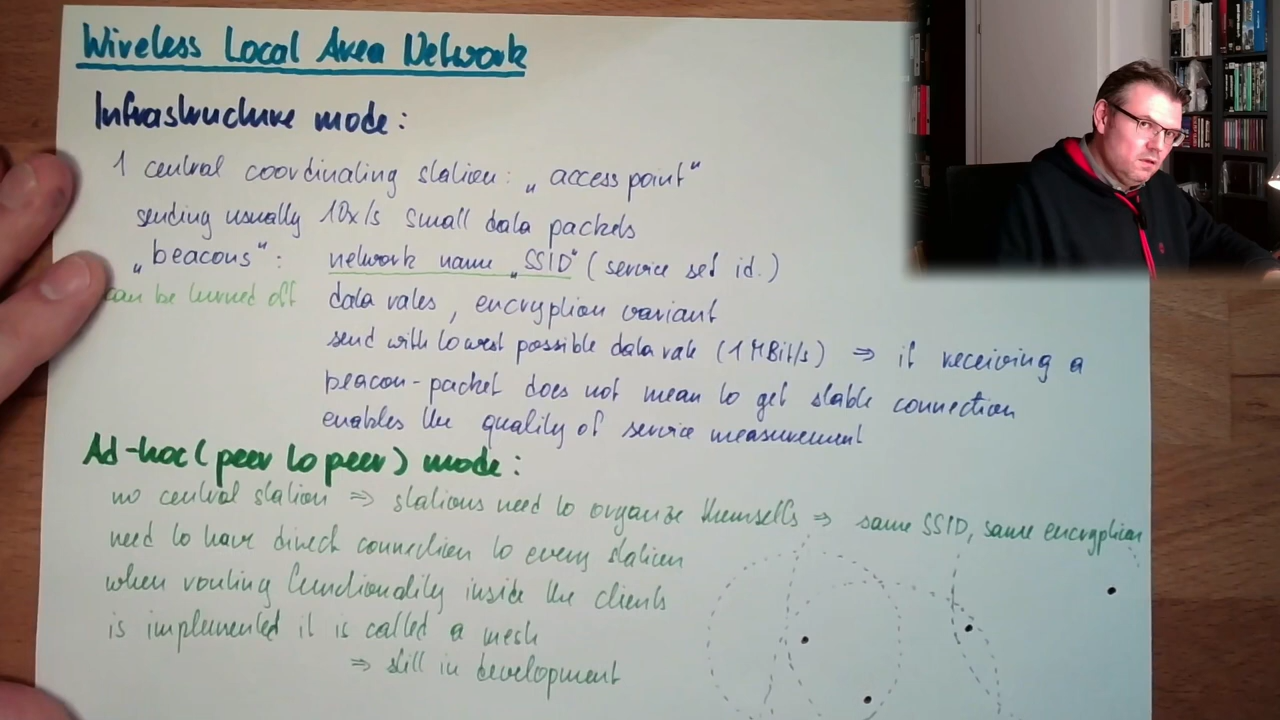 Wireless Local Area Network
Infrastructure mode:
1 central coordinating station: „access point“
sending usually 10x/s small data packets
„beacons“: network name „SSID“ (service set id.)
can be turned off data rates, encryption variant
send with lowest possible data rate (1 MBit/s) ⇒ if receiving a
beacon-packet does not mean to get stable connection
enables the quality of service measurement
Ad-hoc (peer to peer) mode:
no central station ⇒ stations need to organize themselfs ⇒ same SSID, same encryption
need to have direct connection to every station
when routing functionality inside the clients
is implemented it is called a mesh
⇒ still in development